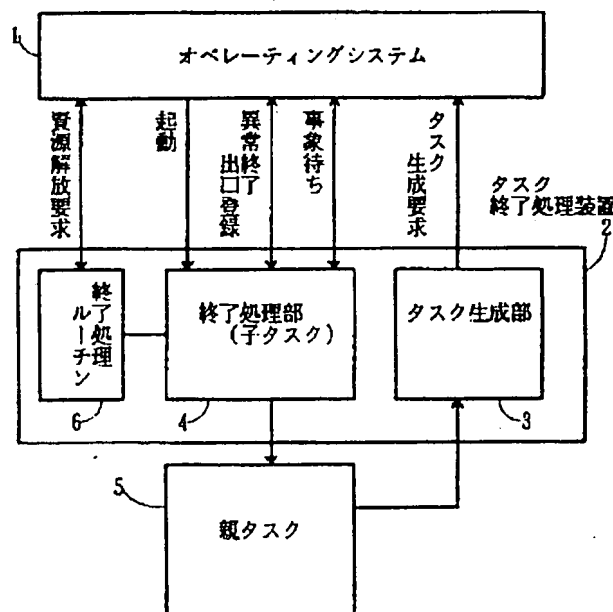 1
オペレーティングシステム
資源解放要求
起動
異常終了
出口登録
事象待ち
タスク
生成要求
タスク
終了処理装置
2
終了処理
ルーチン
6
終了処理部
(子タスク)
4
タスク生成部
3
5
親タスク